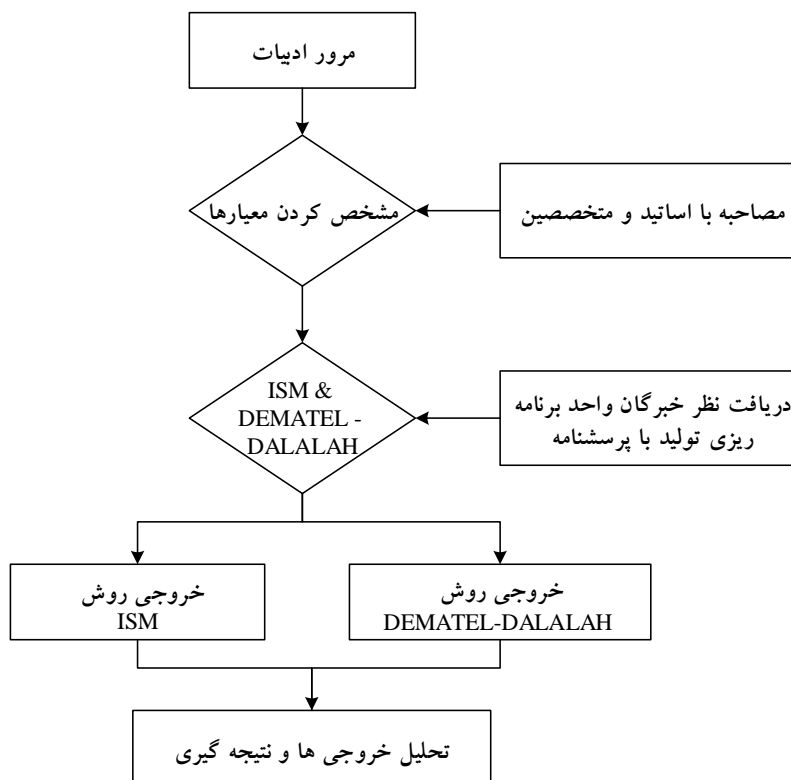 مرور ادبیات
مشخص کردن معیارها
مصاحبه با اساتید و متخصصین
ISM &
DEMATEL -
DALALAH
دریافت نظر خبرگان واحد برنامه
ریزی تولید با پرسشنامه
خروجی روش
ISM
خروجی روش
DEMATEL-DALALAH
تحلیل خروجی ها و نتیجه گیری